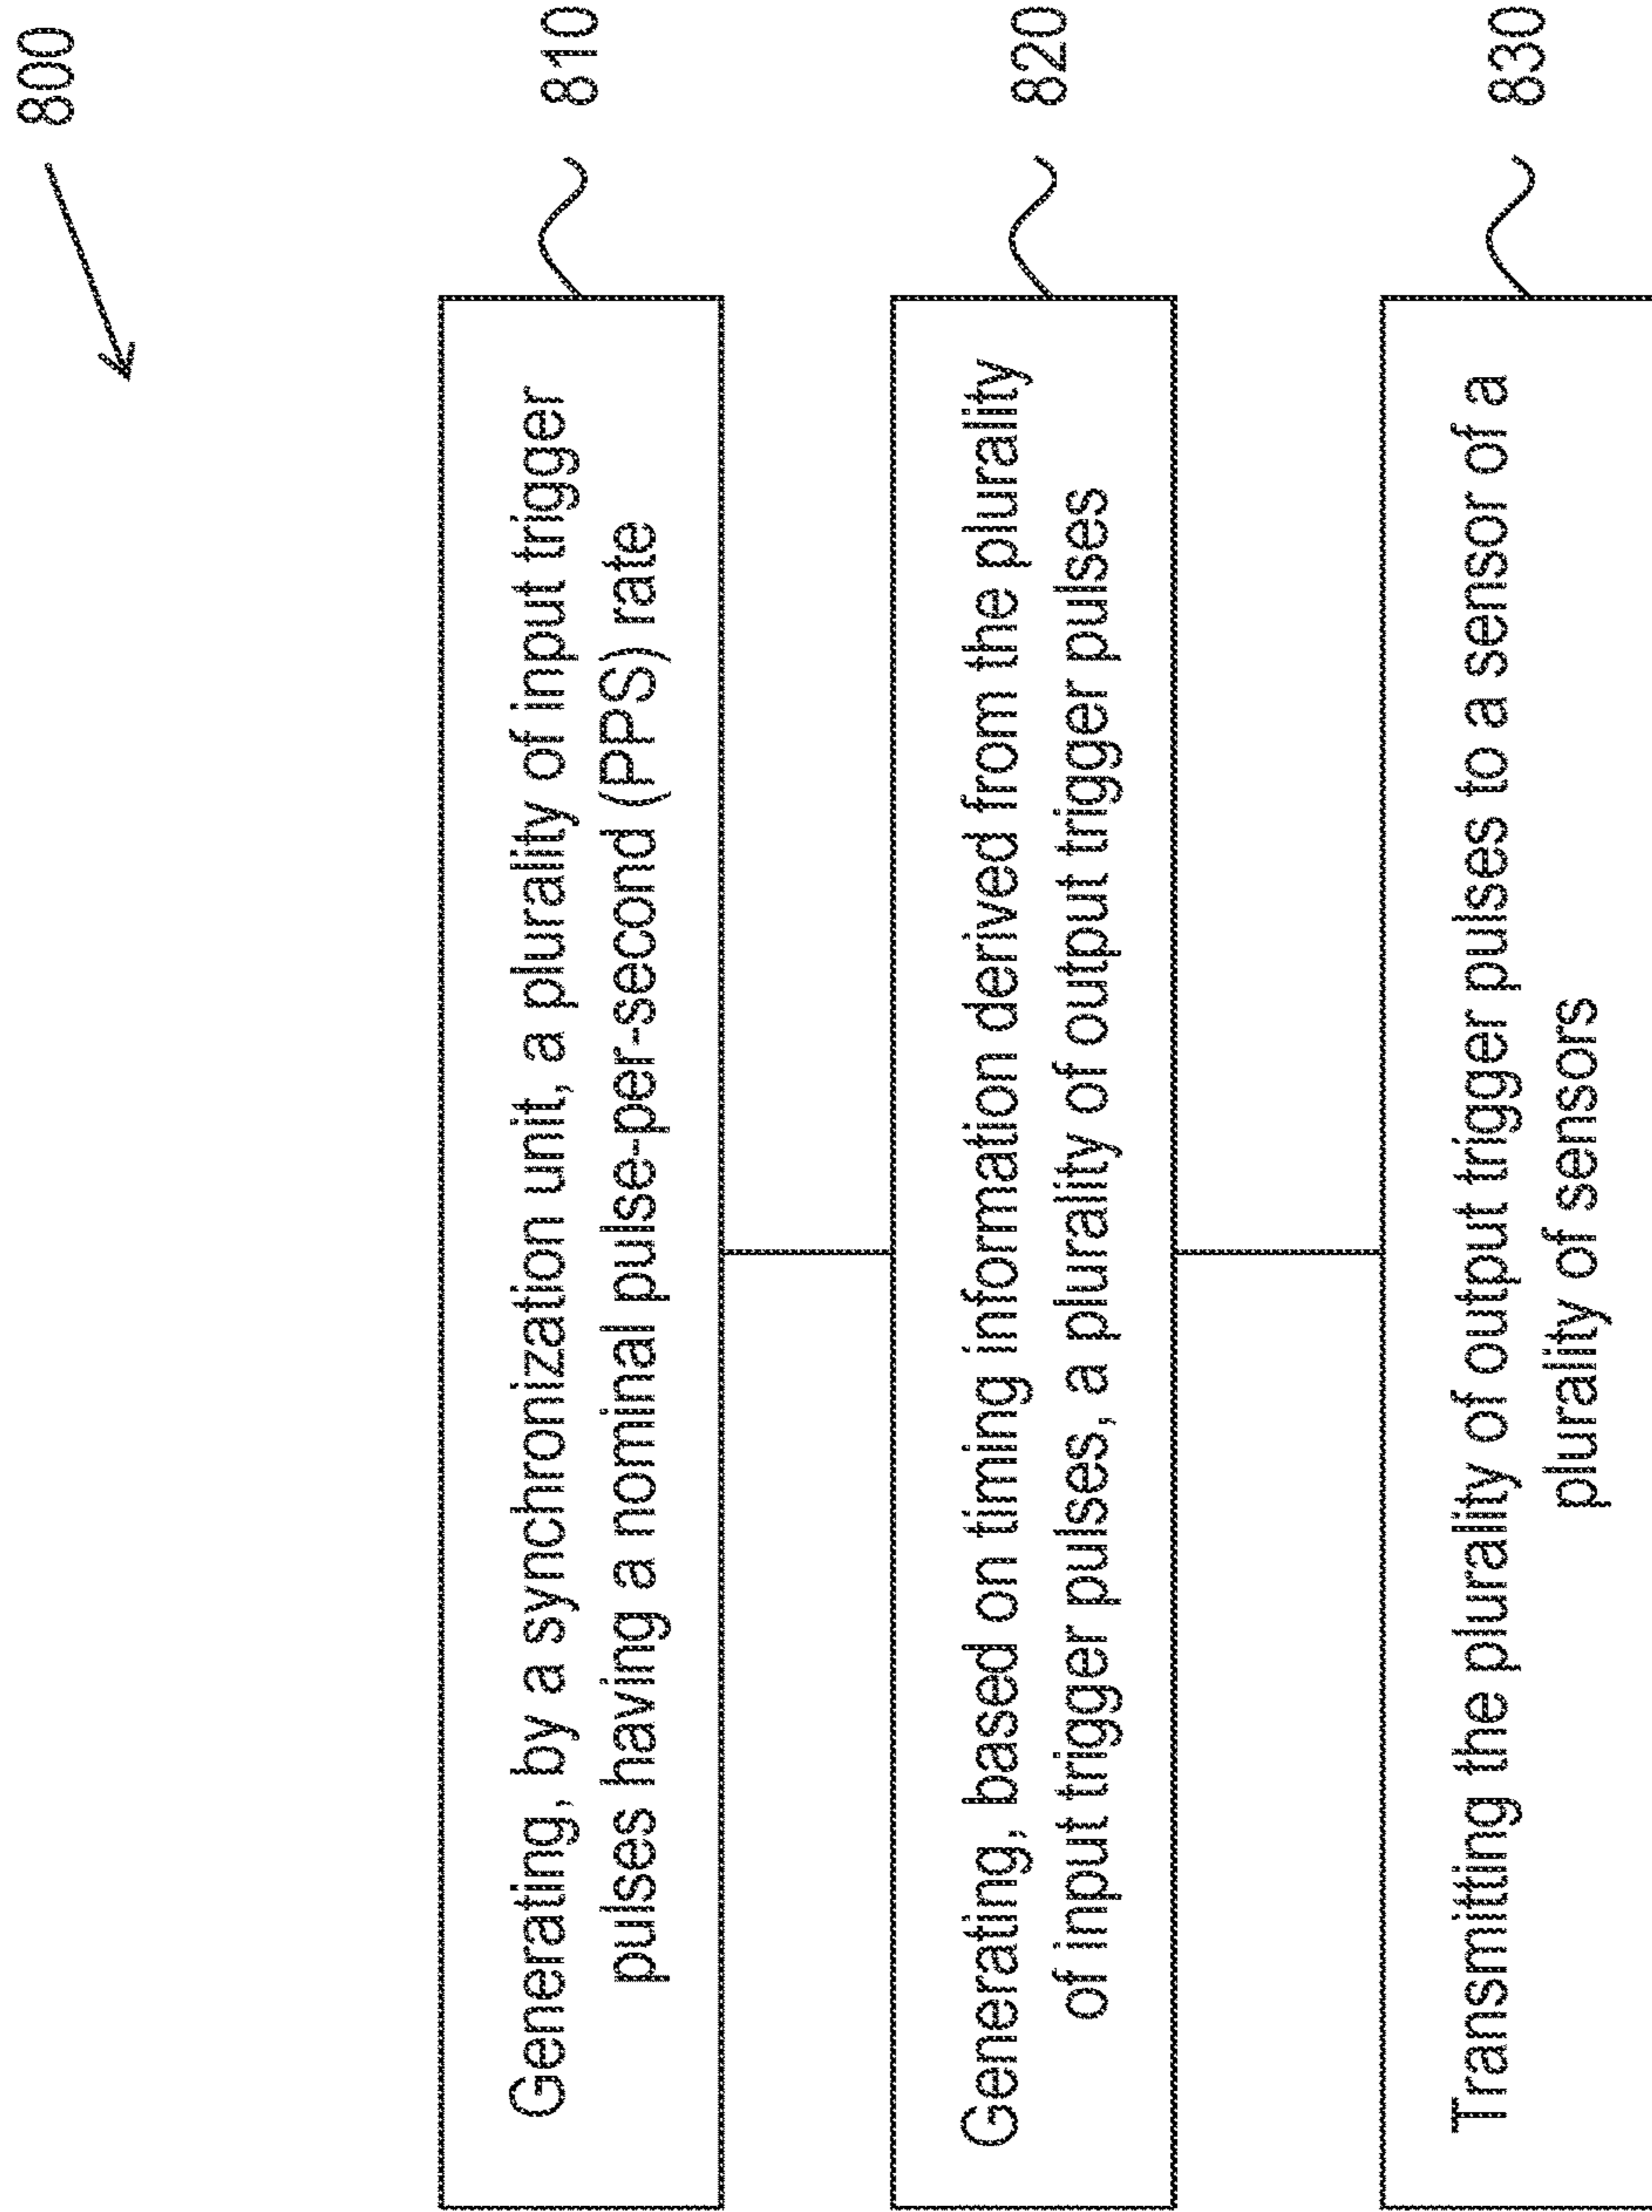 800
Generating, by a synchronization unit, a plurality of input trigger
pulses having a nominal pulse-per-second (PPS) rate
810
Generating, based on timing information derived from the plurality
of input trigger pulses, a plurality of output trigger pulses
820
Transmitting the plurality of output trigger pulses to a sensor of a
plurality of sensors
830